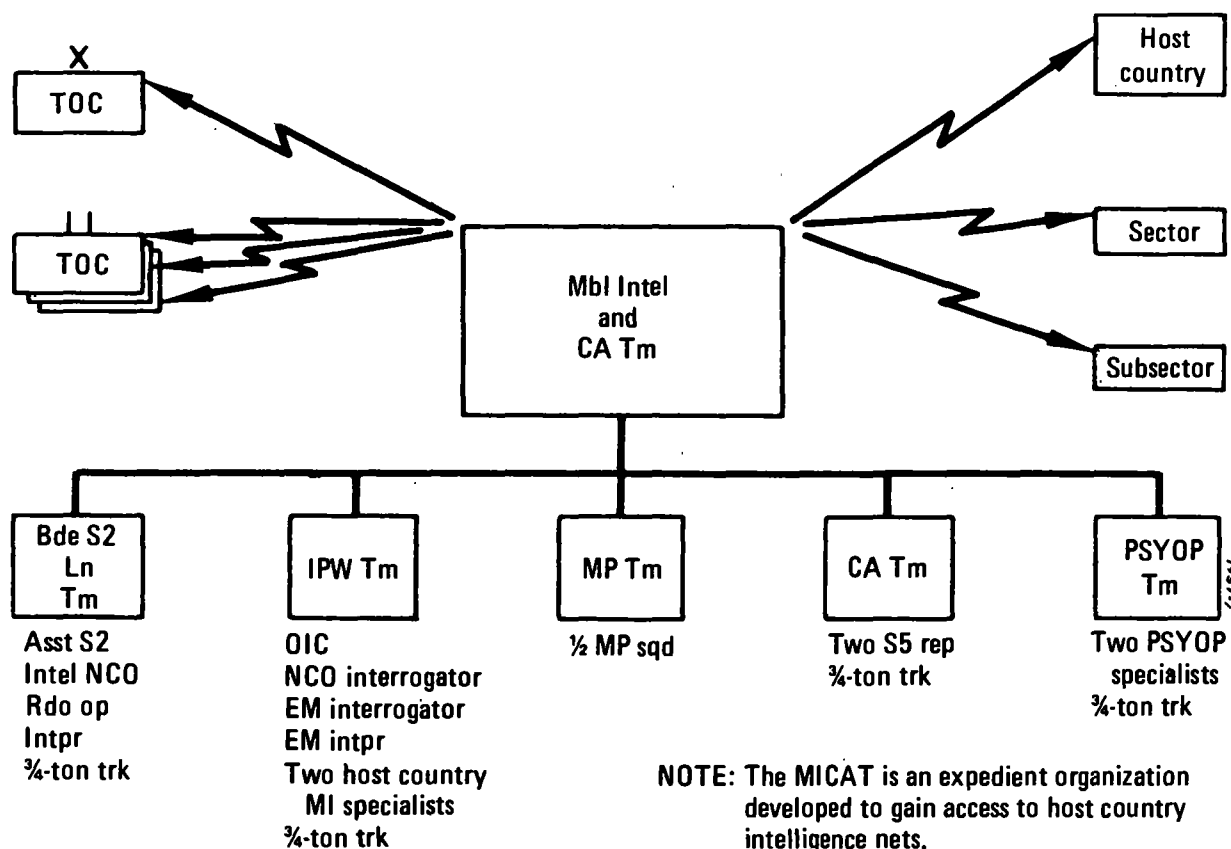 X
TOC
TOC
Host
country
Sector
Subsector
Mbl Intel
and
CA Tm
Bde S2
Ln
Tm
Asst S2
Intel NCO
Rdo op
Intpr
¾-ton trk
IPW Tm
OIC
NCO interrogator
EM interrogator
EM intpr
Two host country
MI specialists
¾-ton trk
MP Tm
½ MP sqd
CA Tm
Two S5 rep
¾-ton trk
PSYOP
Tm
Two PSYOP
specialists
¾-ton trk
NOTE: The MICAT is an expedient organization
developed to gain access to host country
intelligence nets.